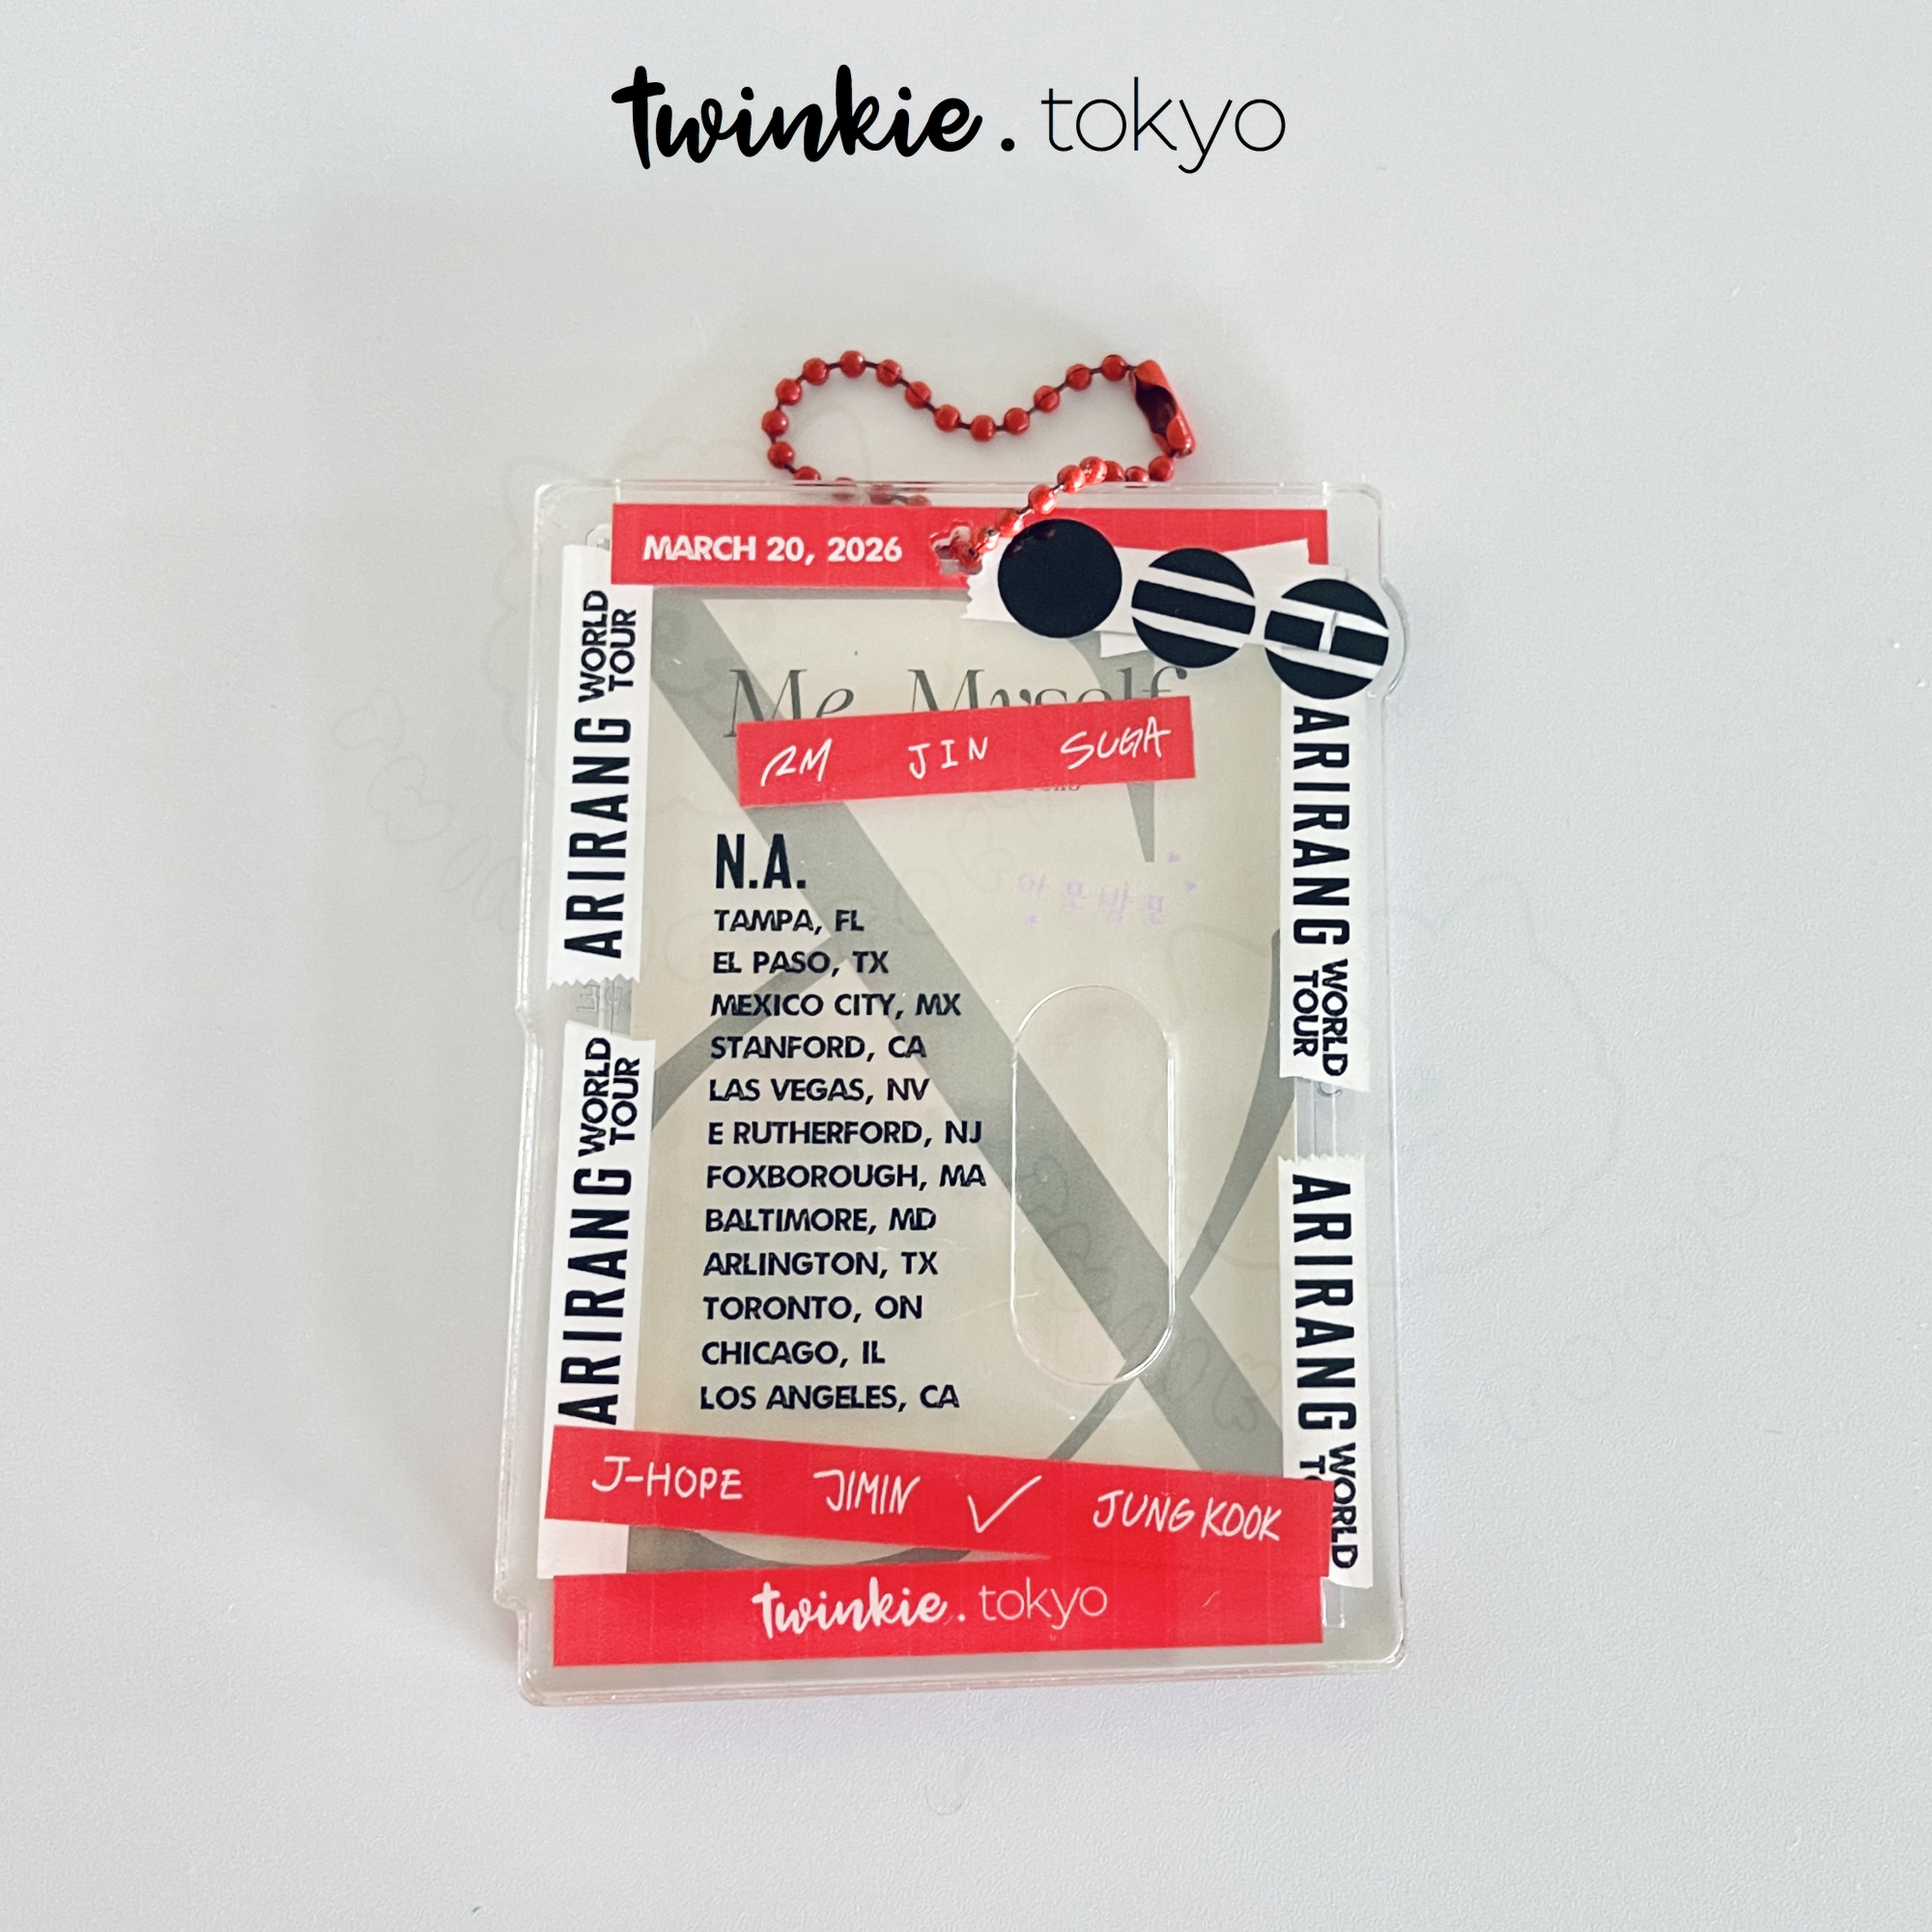 twinkie . tokyo
MARCH 20, 2026
ARIRANG WORLD TOUR
ARIRANG WORLD TOUR
Me, Myself
RM JIN SUGA
N.A.
TAMPA, FL
EL PASO, TX
MEXICO CITY, MX
STANFORD, CA
LAS VEGAS, NV
E RUTHERFORD, NJ
FOXBOROUGH, MA
BALTIMORE, MD
ARLINGTON, TX
TORONTO, ON
CHICAGO, IL
LOS ANGELES, CA
ARIRANG WORLD TOUR
ARIRANG WORLD
J-HOPE JIMIN V JUNG KOOK
twinkie . tokyo